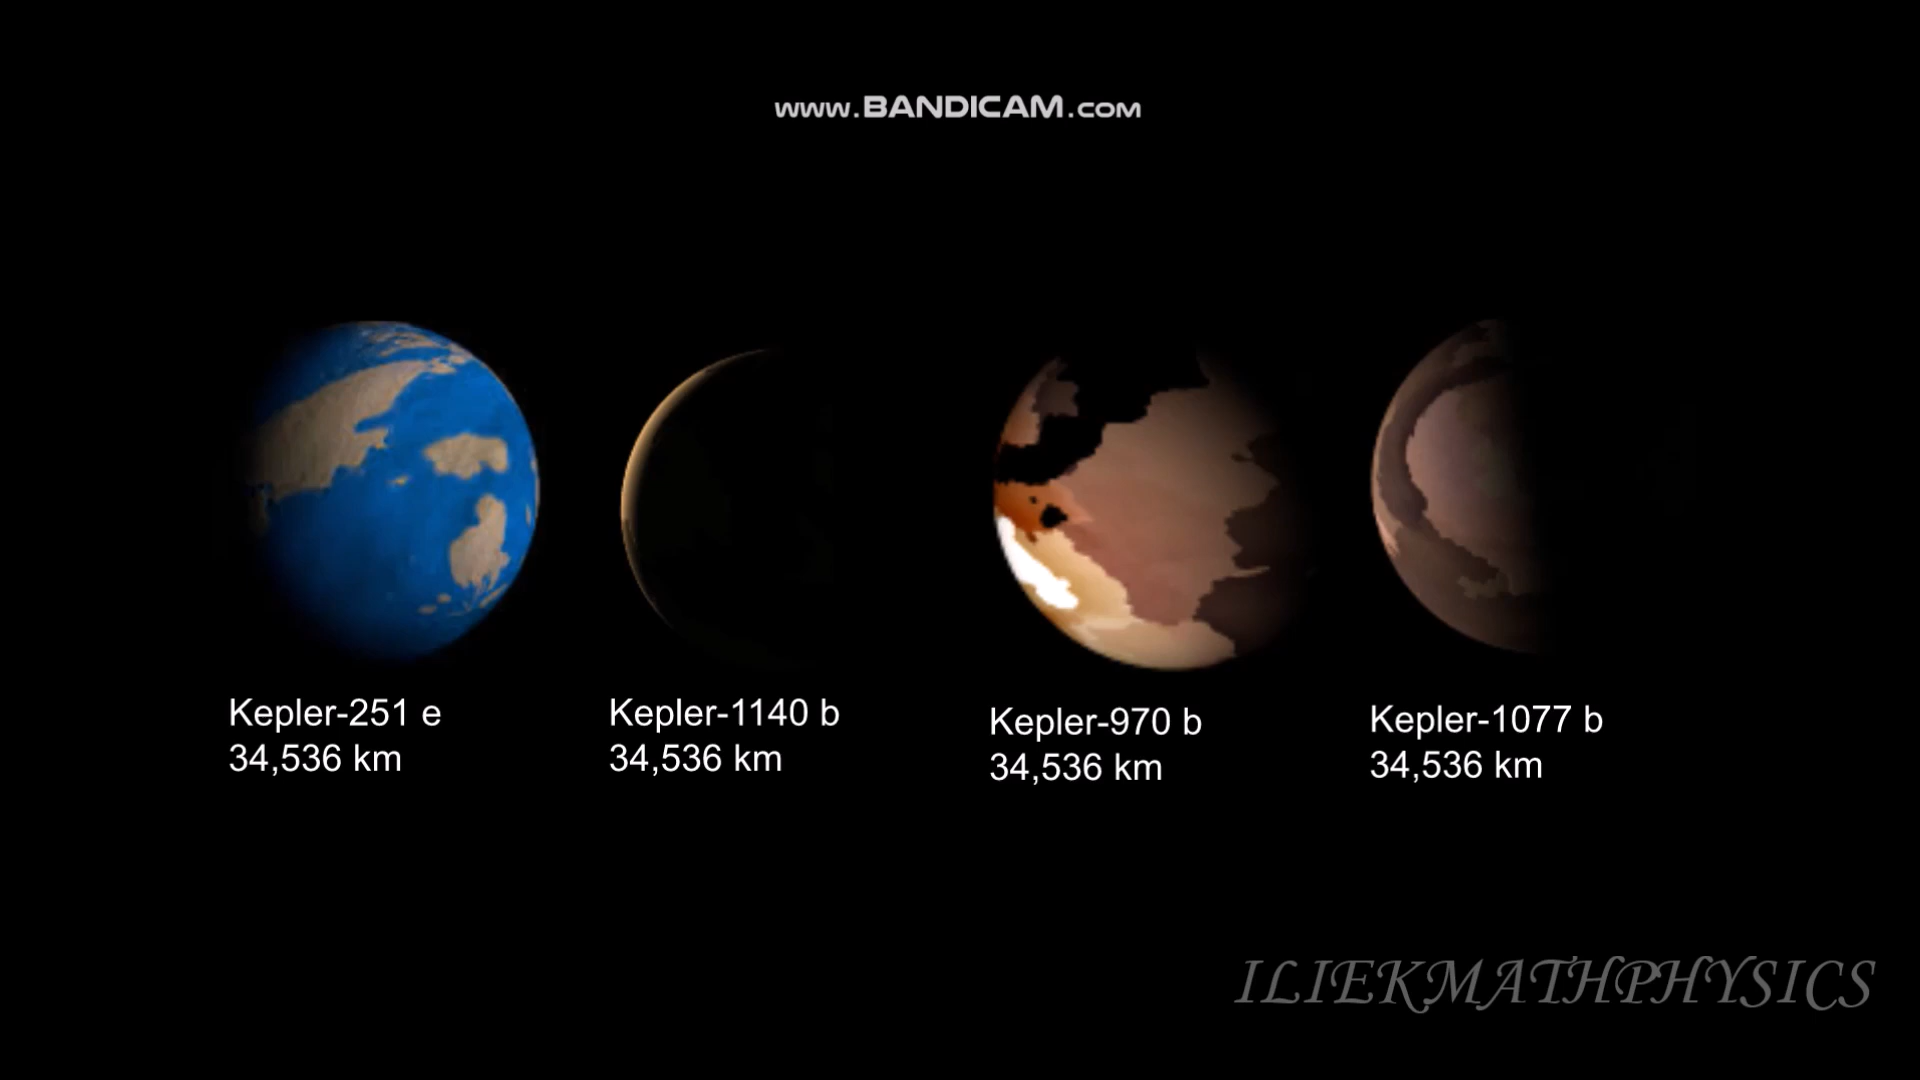 www.BANDICAM.com
Kepler-251 e
34,536 km
Kepler-1140 b
34,536 km
Kepler-970 b
34,536 km
Kepler-1077 b
34,536 km
ILIEKMATHPHYSICS